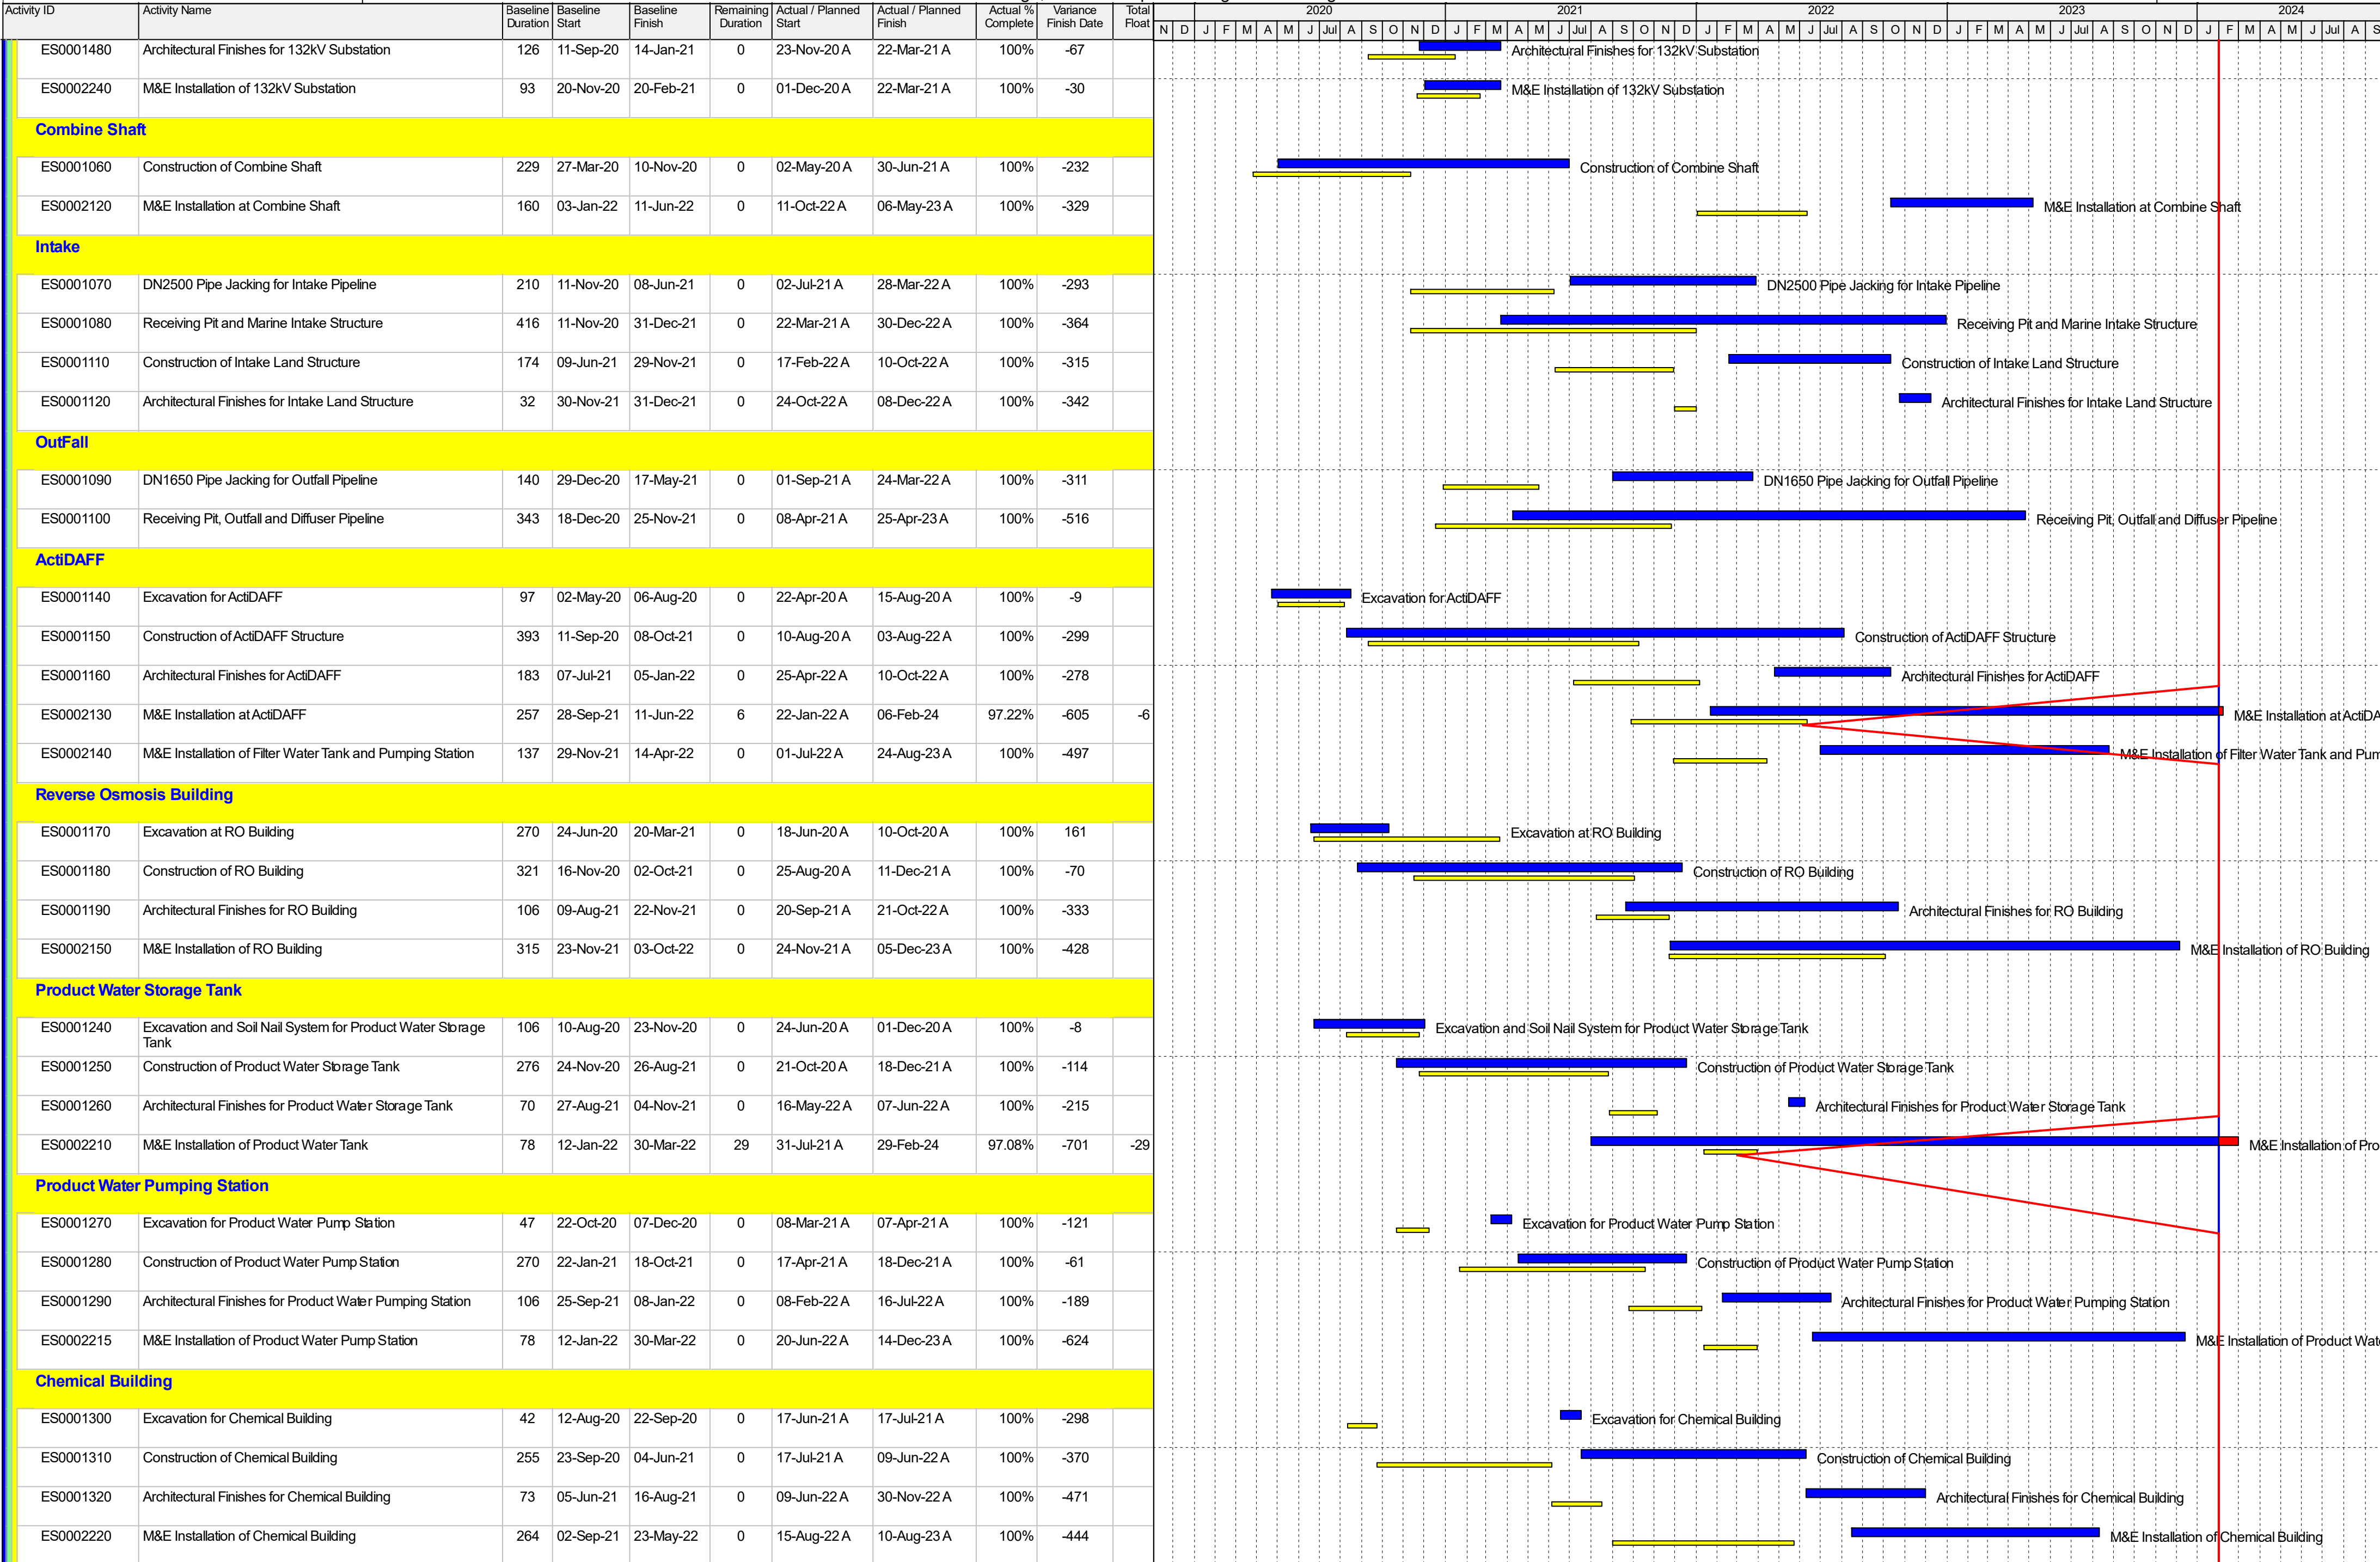 Activity ID Activity Name Baseline Duration Baseline Start Baseline Finish Remaining Duration Actual / Planned Start Actual / Planned Finish Actual % Complete Variance Finish Date Total Float
2020 2021 2022 2023 2024
N D J F M A M J Jul A S O N D J F M A M J Jul A S O N D J F M A M J Jul A S O N D J F M A M J Jul A S O N D J F M A M J Jul A S
ES0001480 Architectural Finishes for 132kV Substation 126 11-Sep-20 14-Jan-21 0 23-Nov-20 A 22-Mar-21 A 100% -67 Architectural Finishes for 132kV Substation
ES0002240 M&E Installation of 132kV Substation 93 20-Nov-20 20-Feb-21 0 01-Dec-20 A 22-Mar-21 A 100% -30 M&E Installation of 132kV Substation
Combine Shaft
ES0001060 Construction of Combine Shaft 229 27-Mar-20 10-Nov-20 0 02-May-20 A 30-Jun-21 A 100% -232 Construction of Combine Shaft
ES0002120 M&E Installation at Combine Shaft 160 03-Jan-22 11-Jun-22 0 11-Oct-22 A 06-May-23 A 100% -329 M&E Installation at Combine Shaft
Intake
ES0001070 DN2500 Pipe Jacking for Intake Pipeline 210 11-Nov-20 08-Jun-21 0 02-Jul-21 A 28-Mar-22 A 100% -293 DN2500 Pipe Jacking for Intake Pipeline
ES0001080 Receiving Pit and Marine Intake Structure 416 11-Nov-20 31-Dec-21 0 22-Mar-21 A 30-Dec-22 A 100% -364 Receiving Pit and Marine Intake Structure
ES0001110 Construction of Intake Land Structure 174 09-Jun-21 29-Nov-21 0 17-Feb-22 A 10-Oct-22 A 100% -315 Construction of Intake Land Structure
ES0001120 Architectural Finishes for Intake Land Structure 32 30-Nov-21 31-Dec-21 0 24-Oct-22 A 08-Dec-22 A 100% -342 Architectural Finishes for Intake Land Structure
OutFall
ES0001090 DN1650 Pipe Jacking for Outfall Pipeline 140 29-Dec-20 17-May-21 0 01-Sep-21 A 24-Mar-22 A 100% -311 DN1650 Pipe Jacking for Outfall Pipeline
ES0001100 Receiving Pit, Outfall and Diffuser Pipeline 343 18-Dec-20 25-Nov-21 0 08-Apr-21 A 25-Apr-23 A 100% -516 Receiving Pit, Outfall and Diffuser Pipeline
ActiDAFF
ES0001140 Excavation for ActiDAFF 97 02-May-20 06-Aug-20 0 22-Apr-20 A 15-Aug-20 A 100% -9 Excavation for ActiDAFF
ES0001150 Construction of ActiDAFF Structure 393 11-Sep-20 08-Oct-21 0 10-Aug-20 A 03-Aug-22 A 100% -299 Construction of ActiDAFF Structure
ES0001160 Architectural Finishes for ActiDAFF 183 07-Jul-21 05-Jan-22 0 25-Apr-22 A 10-Oct-22 A 100% -278 Architectural Finishes for ActiDAFF
ES0002130 M&E Installation at ActiDAFF 257 28-Sep-21 11-Jun-22 6 22-Jan-22 A 06-Feb-24 97.22% -605 -6 M&E Installation at ActiDA
ES0002140 M&E Installation of Filter Water Tank and Pumping Station 137 29-Nov-21 14-Apr-22 0 01-Jul-22 A 24-Aug-23 A 100% -497 M&E Installation of Filter Water Tank and Pum
Reverse Osmosis Building
ES0001170 Excavation at RO Building 270 24-Jun-20 20-Mar-21 0 18-Jun-20 A 10-Oct-20 A 100% 161 Excavation at RO Building
ES0001180 Construction of RO Building 321 16-Nov-20 02-Oct-21 0 25-Aug-20 A 11-Dec-21 A 100% -70 Construction of RO Building
ES0001190 Architectural Finishes for RO Building 106 09-Aug-21 22-Nov-21 0 20-Sep-21 A 21-Oct-22 A 100% -333 Architectural Finishes for RO Building
ES0002150 M&E Installation of RO Building 315 23-Nov-21 03-Oct-22 0 24-Nov-21 A 05-Dec-23 A 100% -428 M&E Installation of RO Building
Product Water Storage Tank
ES0001240 Excavation and Soil Nail System for Product Water Storage Tank 106 10-Aug-20 23-Nov-20 0 24-Jun-20 A 01-Dec-20 A 100% -8 Excavation and Soil Nail System for Product Water Storage Tank
ES0001250 Construction of Product Water Storage Tank 276 24-Nov-20 26-Aug-21 0 21-Oct-20 A 18-Dec-21 A 100% -114 Construction of Product Water Storage Tank
ES0001260 Architectural Finishes for Product Water Storage Tank 70 27-Aug-21 04-Nov-21 0 16-May-22 A 07-Jun-22 A 100% -215 Architectural Finishes for Product Water Storage Tank
ES0002210 M&E Installation of Product Water Tank 78 12-Jan-22 30-Mar-22 29 31-Jul-21 A 29-Feb-24 97.08% -701 -29 M&E Installation of Pro
Product Water Pumping Station
ES0001270 Excavation for Product Water Pump Station 47 22-Oct-20 07-Dec-20 0 08-Mar-21 A 07-Apr-21 A 100% -121 Excavation for Product Water Pump Station
ES0001280 Construction of Product Water Pump Station 270 22-Jan-21 18-Oct-21 0 17-Apr-21 A 18-Dec-21 A 100% -61 Construction of Product Water Pump Station
ES0001290 Architectural Finishes for Product Water Pumping Station 106 25-Sep-21 08-Jan-22 0 08-Feb-22 A 16-Jul-22 A 100% -189 Architectural Finishes for Product Water Pumping Station
ES0002215 M&E Installation of Product Water Pump Station 78 12-Jan-22 30-Mar-22 0 20-Jun-22 A 14-Dec-23 A 100% -624 M&E Installation of Product Wat
Chemical Building
ES0001300 Excavation for Chemical Building 42 12-Aug-20 22-Sep-20 0 17-Jun-21 A 17-Jul-21 A 100% -298 Excavation for Chemical Building
ES0001310 Construction of Chemical Building 255 23-Sep-20 04-Jun-21 0 17-Jul-21 A 09-Jun-22 A 100% -370 Construction of Chemical Building
ES0001320 Architectural Finishes for Chemical Building 73 05-Jun-21 16-Aug-21 0 09-Jun-22 A 30-Nov-22 A 100% -471 Architectural Finishes for Chemical Building
ES0002220 M&E Installation of Chemical Building 264 02-Sep-21 23-May-22 0 15-Aug-22 A 10-Aug-23 A 100% -444 M&E Installation of Chemical Building